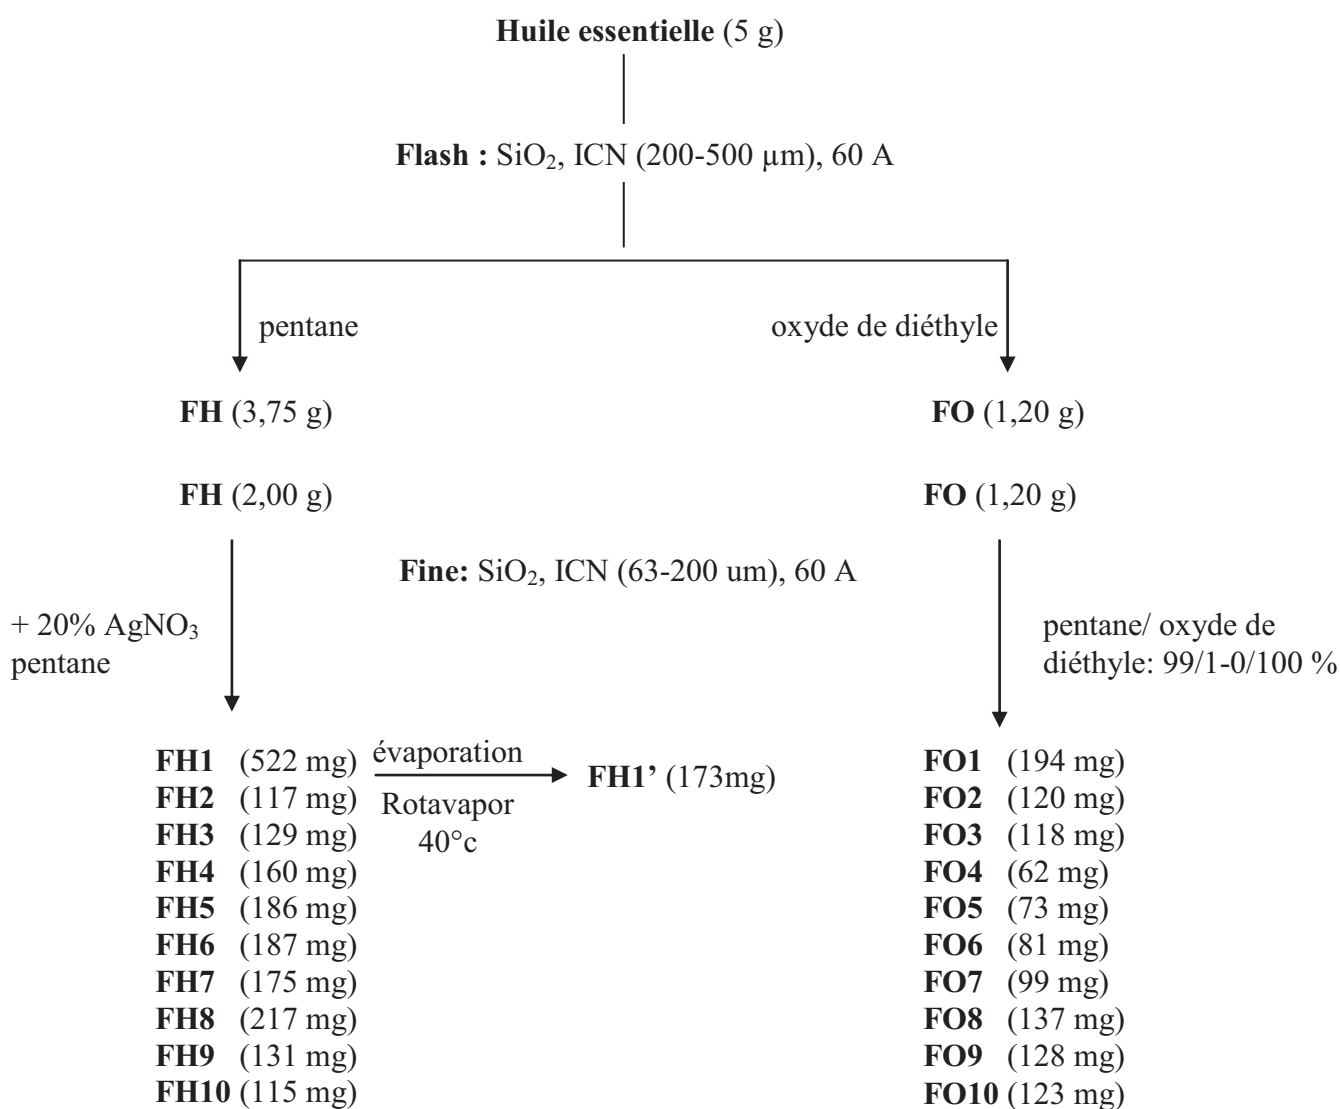 Huile essentielle (5 g)
Flash : SiO₂, ICN (200-500 µm), 60 A
pentane
oxyde de diéthyle
FH (3,75 g)
FO (1,20 g)
FH (2,00 g)
FO (1,20 g)
Fine: SiO₂, ICN (63-200 um), 60 A
+ 20% AgNO₃
pentane
pentane/ oxyde de
diéthyle: 99/1-0/100 %
FH1 (522 mg)
FH2 (117 mg)
FH3 (129 mg)
FH4 (160 mg)
FH5 (186 mg)
FH6 (187 mg)
FH7 (175 mg)
FH8 (217 mg)
FH9 (131 mg)
FH10 (115 mg)
évaporation
Rotavapor
40°c
FH1’ (173mg)
FO1 (194 mg)
FO2 (120 mg)
FO3 (118 mg)
FO4 (62 mg)
FO5 (73 mg)
FO6 (81 mg)
FO7 (99 mg)
FO8 (137 mg)
FO9 (128 mg)
FO10 (123 mg)